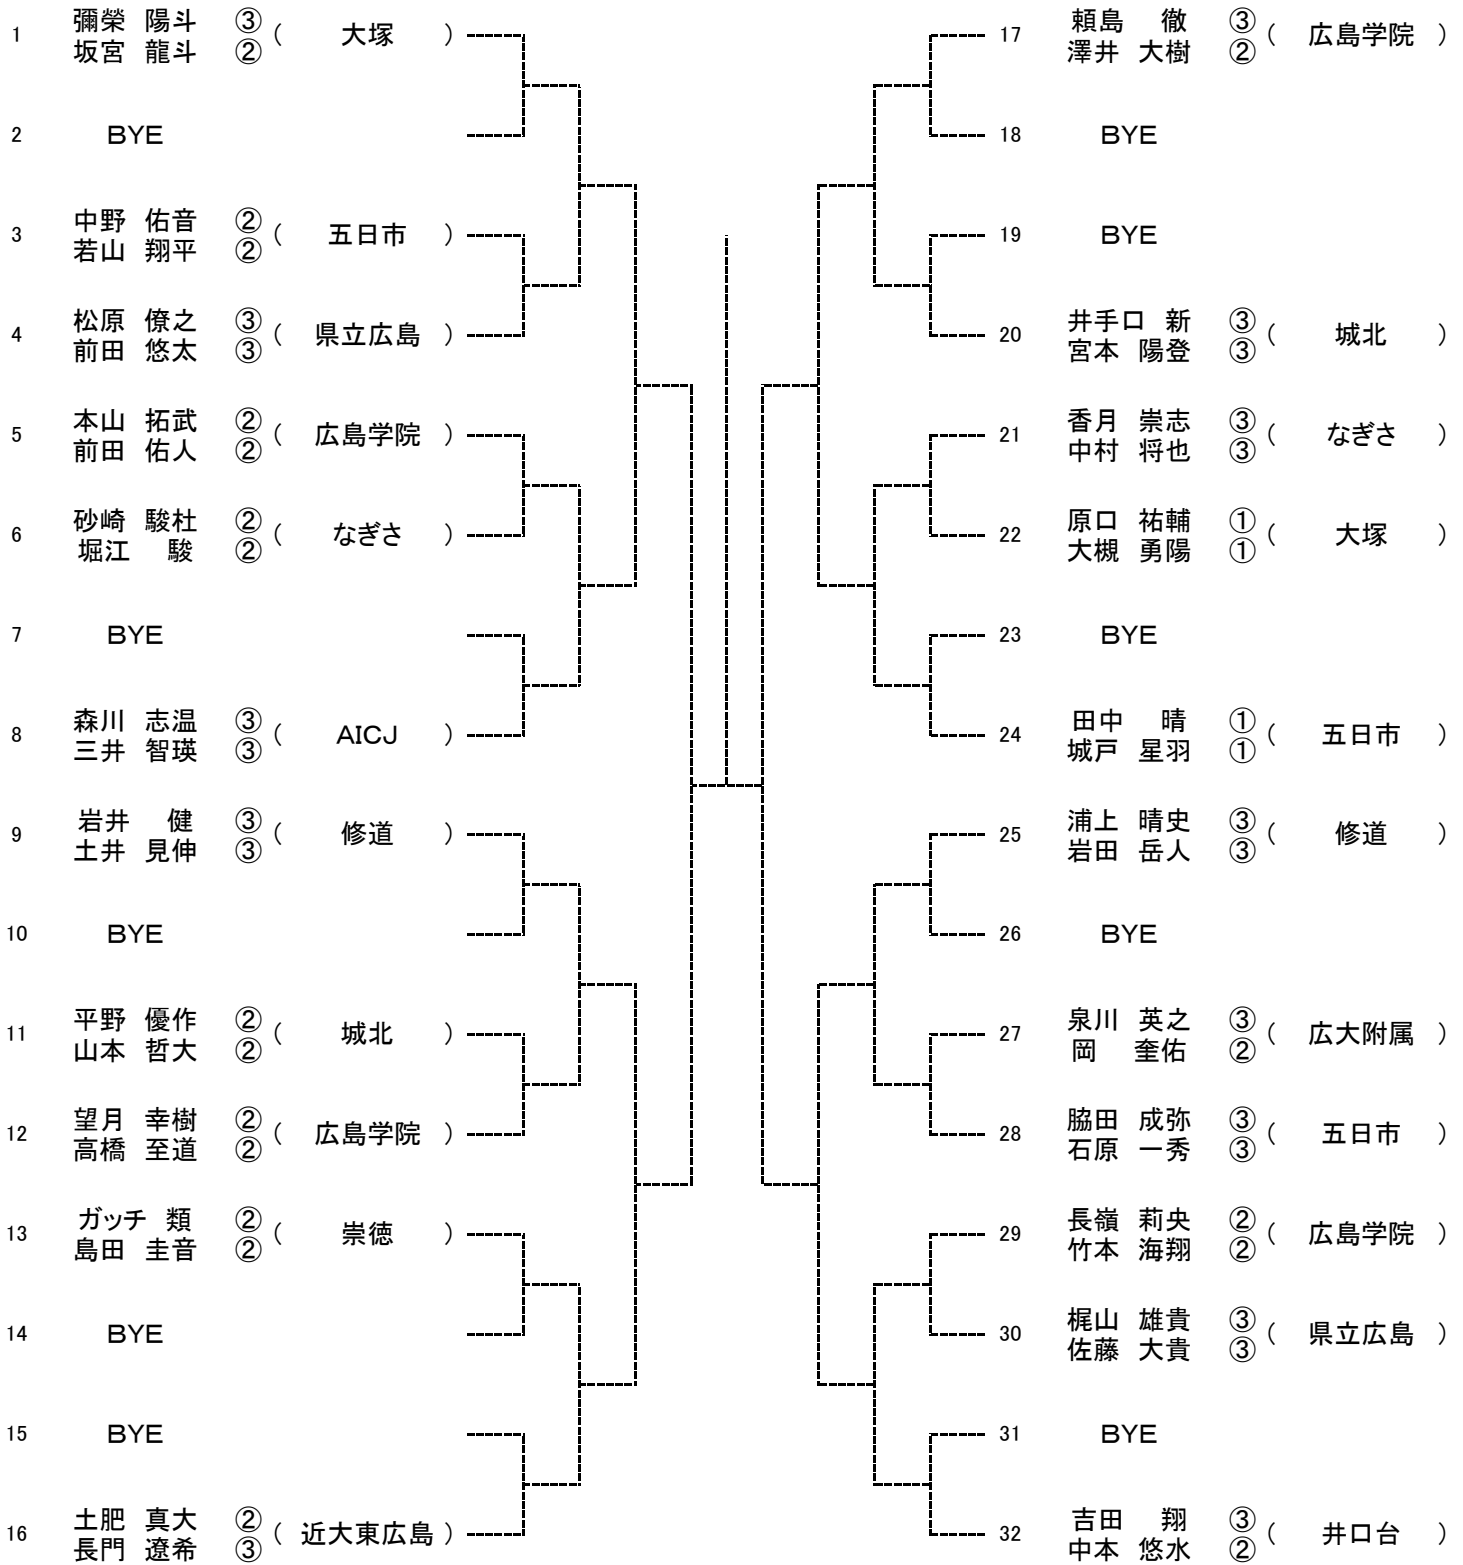 1 彌榮 陽斗 ③ ( 大塚 )
坂宮 龍斗 ②
2 BYE
3 中野 佑音 ② ( 五日市 )
若山 翔平 ②
4 松原 僚之 ③ ( 県立広島 )
前田 悠太 ③
5 本山 拓武 ② ( 広島学院 )
前田 佑人 ②
6 砂崎 駿杜 ② ( なぎさ )
堀江 駿 ②
7 BYE
8 森川 志温 ③ ( AICJ )
三井 智瑛 ③
9 岩井 健 ③ ( 修道 )
土井 見伸 ③
10 BYE
11 平野 優作 ② ( 城北 )
山本 哲大 ②
12 望月 幸樹 ② ( 広島学院 )
高橋 至道 ②
13 ガッチ 類 ② ( 崇徳 )
島田 圭音 ②
14 BYE
15 BYE
16 土肥 真大 ② ( 近大東広島 )
長門 遼希 ③
17 頼島 徹 ③ ( 広島学院 )
澤井 大樹 ②
18 BYE
19 BYE
20 井手口 新 ③ ( 城北 )
宮本 陽登 ③
21 香月 崇志 ③ ( なぎさ )
中村 将也 ③
22 原口 祐輔 ① ( 大塚 )
大槻 勇陽 ①
23 BYE
24 田中 晴 ① ( 五日市 )
城戸 星羽 ①
25 浦上 晴史 ③ ( 修道 )
岩田 岳人 ③
26 BYE
27 泉川 英之 ③ ( 広大附属 )
岡 奎佑 ②
28 脇田 成弥 ③ ( 五日市 )
石原 一秀 ③
29 長嶺 莉央 ② ( 広島学院 )
竹本 海翔 ②
30 梶山 雄貴 ③ ( 県立広島 )
佐藤 大貴 ③
31 BYE
32 吉田 翔 ③ ( 井口台 )
中本 悠水 ②